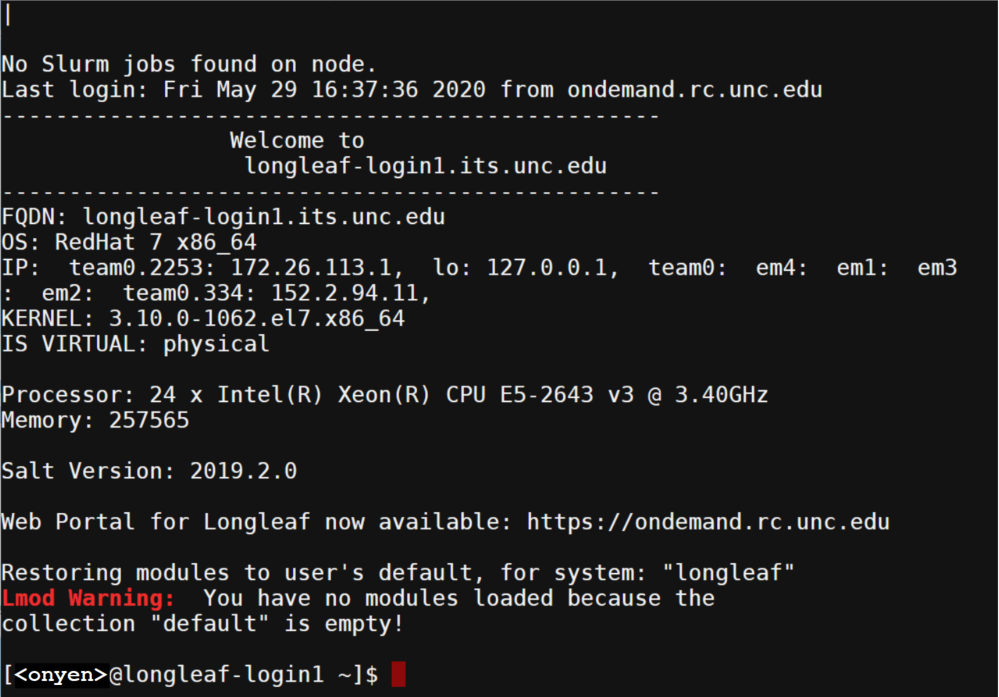 No Slurm jobs found on node.
Last login: Fri May 29 16:37:36 2020 from ondemand.rc.unc.edu
-------------------------------------------------
Welcome to
longleaf-login1.its.unc.edu
-------------------------------------------------
FQDN: longleaf-login1.its.unc.edu
OS: RedHat 7 x86_64
IP:  team0.2253: 172.26.113.1,  lo: 127.0.0.1,  team0:  em4:  em1:  em3
:  em2:  team0.334: 152.2.94.11,
KERNEL: 3.10.0-1062.el7.x86_64
IS VIRTUAL: physical
Processor: 24 x Intel(R) Xeon(R) CPU E5-2643 v3 @ 3.40GHz
Memory: 257565
Salt Version: 2019.2.0
Web Portal for Longleaf now available: https://ondemand.rc.unc.edu
Restoring modules to user's default, for system: "longleaf"
Lmod Warning:  You have no modules loaded because the
collection "default" is empty!
[<onyen>@longleaf-login1 ~]$